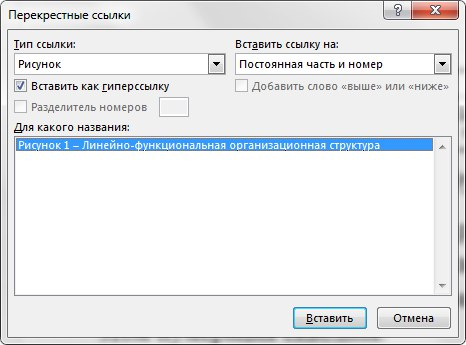 Перекрестные ссылки
Тип ссылки: Вставить ссылку на:
Рисунок Постоянная часть и номер
Вставить как гиперссылку Добавить слово «выше» или «ниже»
Разделитель номеров
Для какого названия:
Рисунок 1 – Линейно-функциональная организационная структура
Вставить Отмена